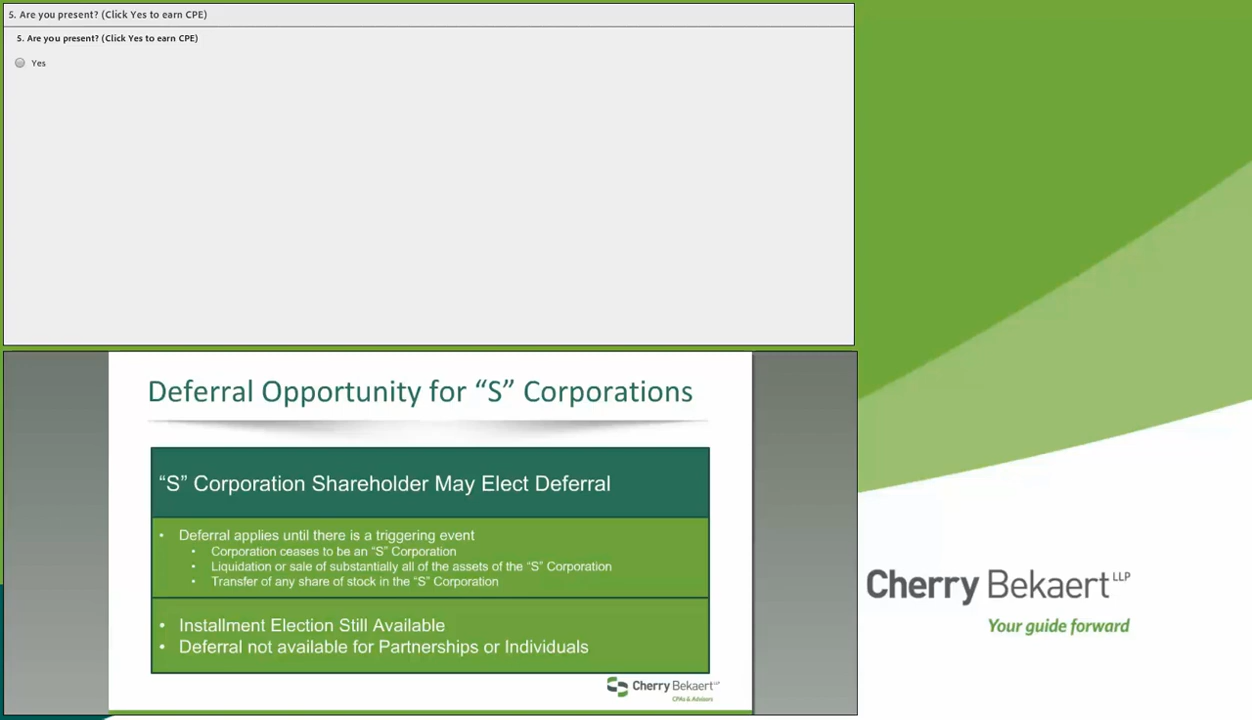 5. Are you present? (Click Yes to earn CPE)
5. Are you present? (Click Yes to earn CPE)
Yes
Deferral Opportunity for “S” Corporations
“S” Corporation Shareholder May Elect Deferral
• Deferral applies until there is a triggering event
• Corporation ceases to be an “S” Corporation
• Liquidation or sale of substantially all of the assets of the “S” Corporation
• Transfer of any share of stock in the “S” Corporation
• Installment Election Still Available
• Deferral not available for Partnerships or Individuals
Cherry Bekaert LLP
CPAs & Advisors
Cherry Bekaert LLP
Your guide forward